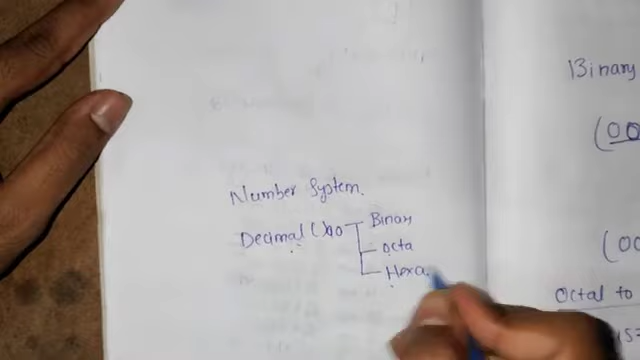 Number System.
Decimal ( )10 Binary
octa
Hexa
Binary
(00
(00
Octal to